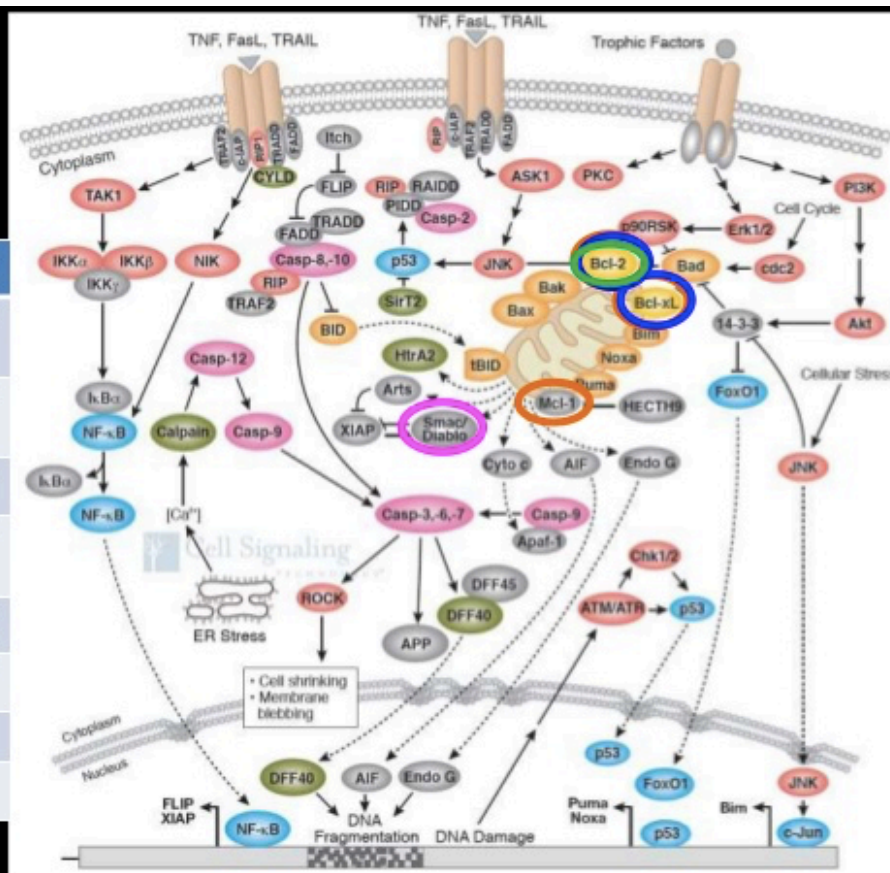 TNF, FasL, TRAIL
TNF, FasL, TRAIL
Trophic Factors
Cytoplasm
TRAF2
c-IAP
RIP1
TRADD
FADD
CYLD
Itch
FLIP
RIP
c-IAP
TRAF2
TRADD
FADD
TAK1
ASK1
PKC
PI3K
RIP
RAIDD
PIDD
Casp-2
Cell Cycle
p90RSK
Erk1/2
TRADD
FADD
IKKα
IKKβ
IKKγ
NIK
Casp-8,-10
p53
JNK
Bcl-2
Bad
cdc2
RIP
TRAF2
SirT2
Bak
Bax
Bcl-xL
BID
14-3-3
Akt
Bim
HtrA2
tBID
Noxa
Casp-12
Puma
Cellular Stress
FoxO1
IκBα
NF-κB
Arts
Mcl-1
HECTH9
Calpain
Casp-9
XIAP
Smac/
Diablo
Cyto c
AIF
Endo G
JNK
IκBα
NF-κB
[Ca²⁺]
Casp-3,-6,-7
Casp-9
Apaf-1
Cell Signaling
TECHNOLOGY
Chk1/2
DFF45
DFF40
ROCK
ATM/ATR
p53
ER Stress
APP
• Cell shrinking
• Membrane
blebbing
Cytoplasm
Nucleus
p53
DFF40
AIF
Endo G
FoxO1
JNK
FLIP
XIAP
NF-κB
DNA
Fragmentation
DNA Damage
Puma
Noxa
p53
Bim
c-Jun